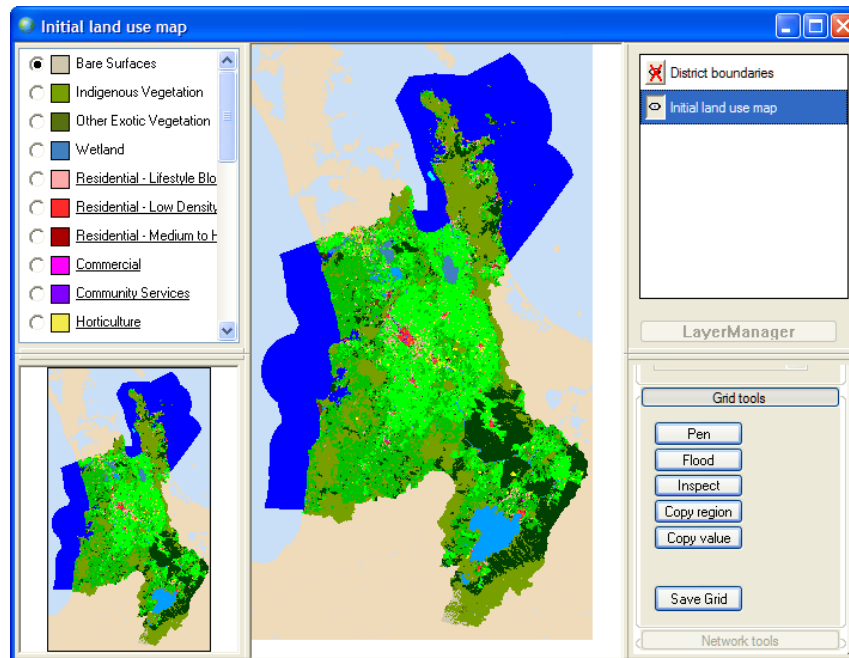 Initial land use map
Bare Surfaces
Indigenous Vegetation
Other Exotic Vegetation
Wetland
Residential - Lifestyle Blo
Residential - Low Density
Residential - Medium to H
Commercial
Community Services
Horticulture
District boundaries
Initial land use map
LayerManager
Grid tools
Pen
Flood
Inspect
Copy region
Copy value
Save Grid
Network tools